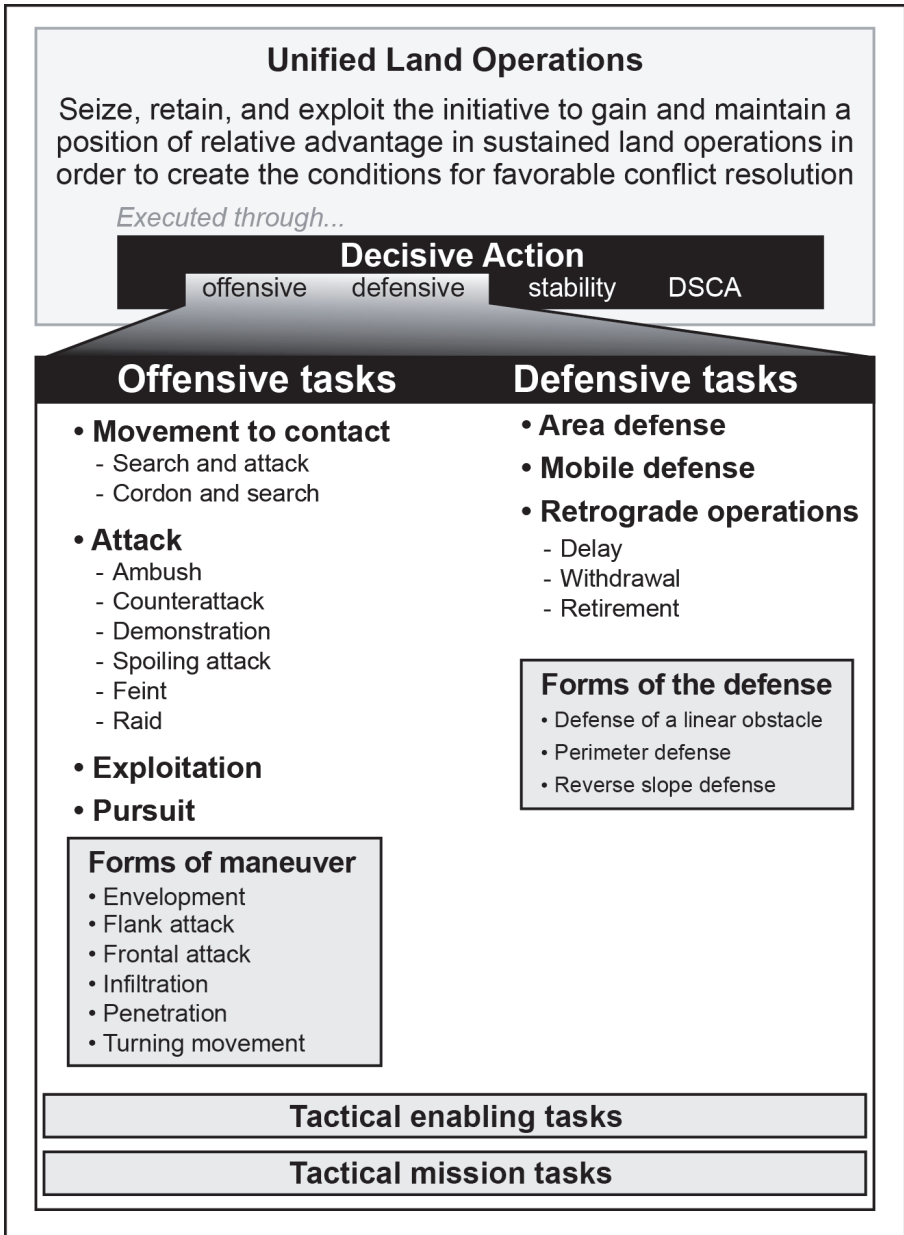 Unified Land Operations
Seize, retain, and exploit the initiative to gain and maintain a
position of relative advantage in sustained land operations in
order to create the conditions for favorable conflict resolution
Executed through...
Decisive Action
offensive defensive stability DSCA
Offensive tasks
• Movement to contact
- Search and attack
- Cordon and search
• Attack
- Ambush
- Counterattack
- Demonstration
- Spoiling attack
- Feint
- Raid
• Exploitation
• Pursuit
Forms of maneuver
• Envelopment
• Flank attack
• Frontal attack
• Infiltration
• Penetration
• Turning movement
Defensive tasks
• Area defense
• Mobile defense
• Retrograde operations
- Delay
- Withdrawal
- Retirement
Forms of the defense
• Defense of a linear obstacle
• Perimeter defense
• Reverse slope defense
Tactical enabling tasks
Tactical mission tasks